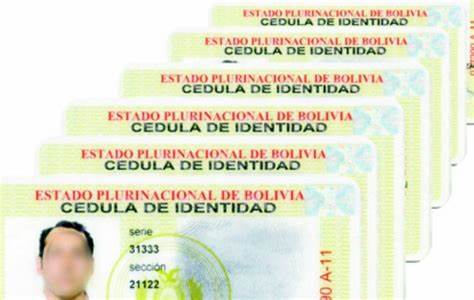 ESTADO PLURINACIONAL DE BOLIVIA
CEDULA DE IDENTIDAD
ESTADO PLURINACIONAL DE BOLIVIA
CEDULA DE IDENTIDAD
ESTADO PLURINACIONAL DE BOLIVIA
CEDULA DE IDENTIDAD
ESTADO PLURINACIONAL DE BOLIVIA
CEDULA DE IDENTIDAD
ESTADO PLURINACIONAL DE BOLIVIA
CEDULA DE IDENTIDAD
ESTADO PLURINACIONAL DE BOLIVIA
CEDULA DE IDENTIDAD
serie
31333
sección
21122
90 A-11